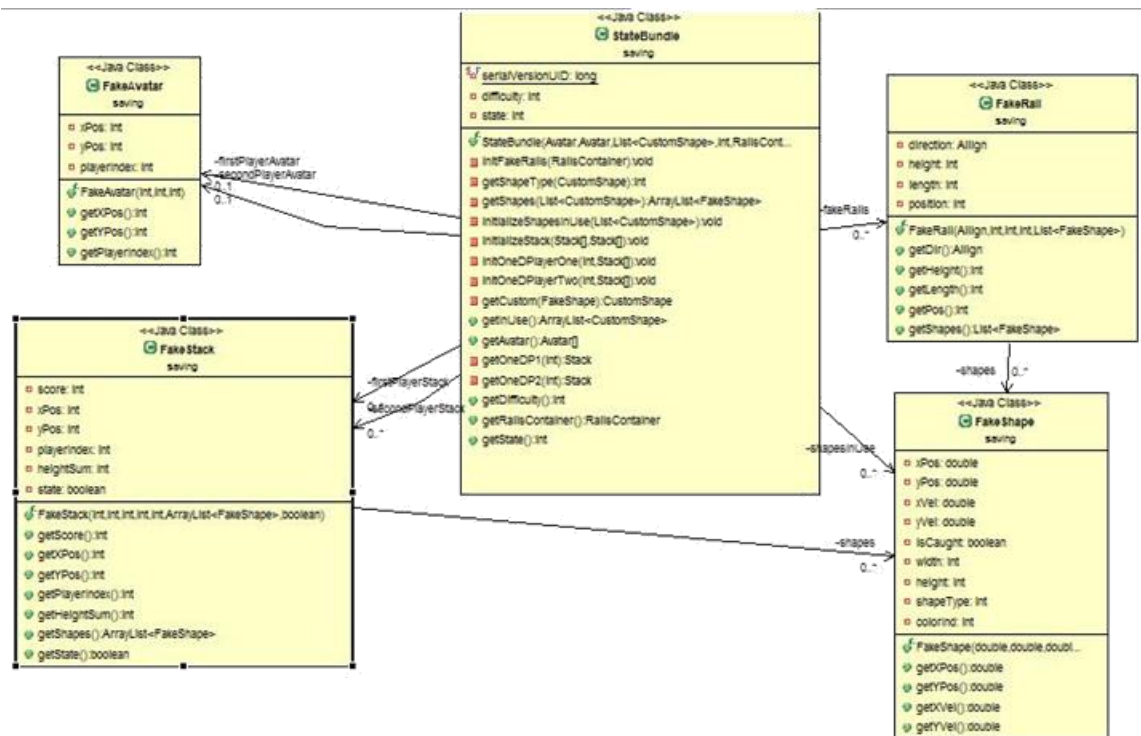 <<Java Class>>
FakeAvatar
saving
xPos: int
yPos: int
playerIndex: int
FakeAvatar(int,int,int)
getXPos():int
getYPos():int
getPlayerIndex():int
-firstPlayerAvatar
-secondPlayerAvatar
0..1
0..1
<<Java Class>>
StateBundle
saving
serialVersionUID: long
difficulty: int
state: int
StateBundle(Avatar,Avatar,List<CustomShape>,int,RailsCont...
initFakeRails(RailsContainer):void
getShapeType(CustomShape):int
getShapes(List<CustomShape>):ArrayList<FakeShape>
initializeShapesInUse(List<CustomShape>):void
initializeStack(Stack[],Stack[]):void
initOneDPlayerOne(int,Stack[]):void
initOneDPlayerTwo(int,Stack[]):void
getCustom(FakeShape):CustomShape
getInUse():ArrayList<CustomShape>
getAvatar():Avatar[]
getOneDP1(int):Stack
getOneDP2(int):Stack
getDifficulty():int
getRailsContainer():RailsContainer
getState():int
-fakeRails
0..*
<<Java Class>>
FakeRail
saving
direction: Allign
height: int
length: int
position: int
FakeRail(Allign,int,int,int,List<FakeShape>)
getDir():Allign
getHeight():int
getLength():int
getPos():int
getShapes():List<FakeShape>
-shapes
0..*
<<Java Class>>
FakeStack
saving
score: int
xPos: int
yPos: int
playerIndex: int
heightSum: int
state: boolean
FakeStack(int,int,int,int,int,ArrayList<FakeShape>,boolean)
getScore():int
getXPos():int
getYPos():int
getPlayerIndex():int
getHeightSum():int
getShapes():ArrayList<FakeShape>
getState():boolean
-firstPlayerStack
-secondPlayerStack
0..*
-shapesInUse
0..*
-shapes
0..*
<<Java Class>>
FakeShape
saving
xPos: double
yPos: double
xVel: double
yVel: double
isCaught: boolean
width: int
height: int
shapeType: int
colorInd: int
FakeShape(double,double,doubl...
getXPos():double
getYPos():double
getXVel():double
getYVel():double